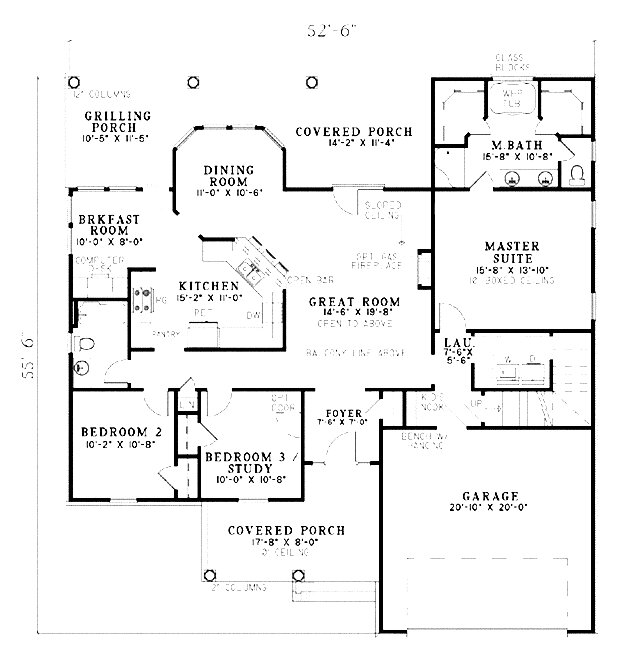 52'-6"
GLASS
BLOCKS
12" COLUMNS
WHP
TUB
GRILLING
PORCH
10'-5" X 11'-5"
COVERED PORCH
14'-2" X 11'-4"
M.BATH
15'-8" X 10'-8"
DINING
ROOM
11'-0" X 10'-6"
SLOPED
CEILING
BRKFAST
ROOM
10'-0" X 8'-0"
COMPUTER
DESK
MASTER
SUITE
15'-8" X 13'-10"
10' BOXED CEILING
OPT. GAS
FIREPLACE
OPEN BAR
KITCHEN
15'-2" X 11'-0"
REF
DW
PANTRY
GREAT ROOM
14'-6" X 19'-8"
OPEN TO ABOVE
BALCONY LINE ABOVE
LAU.
7'-6" X
5'-6"
W
D
55'-6"
LIN
OPT
DOOR
FOYER
7'-6" X 7'-0"
KID'S
NOOK
UP
BENCH W/
HANGING
BEDROOM 2
10'-2" X 10'-8"
BEDROOM 3 /
STUDY
10'-0" X 10'-8"
GARAGE
20'-10" X 20'-0"
COVERED PORCH
17'-8" X 8'-0"
CEILING
12" COLUMNS